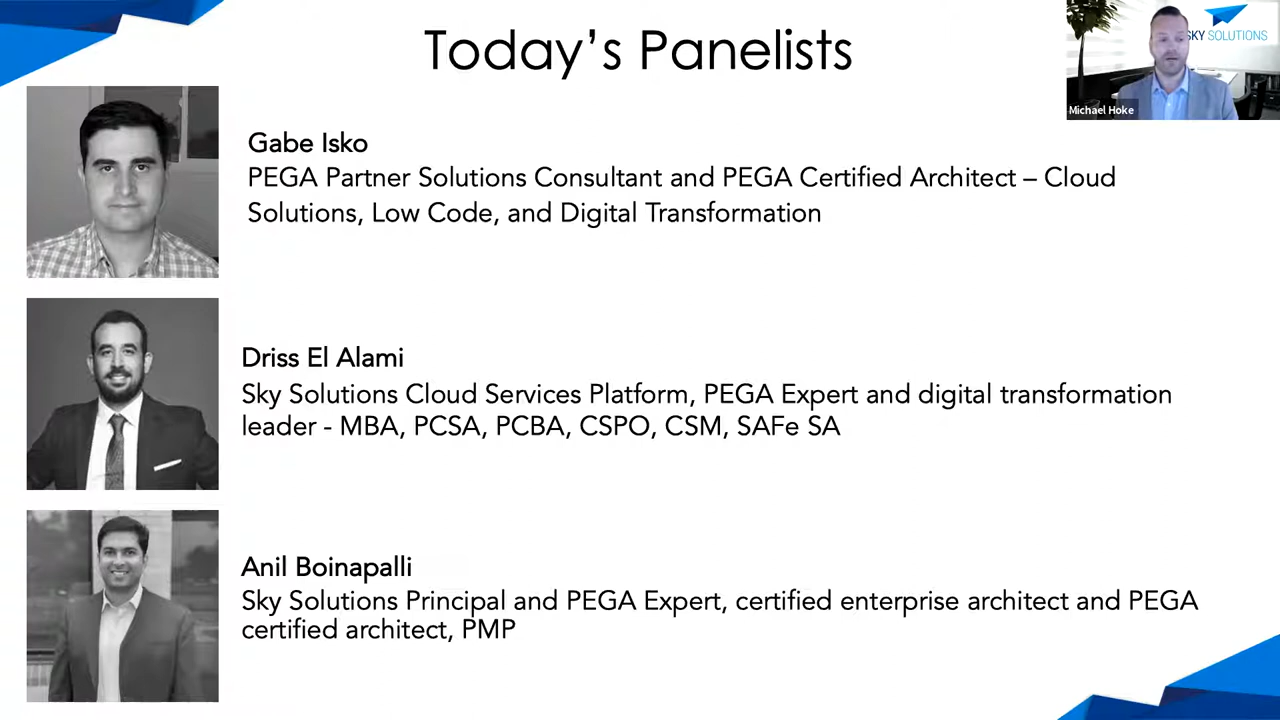 Today’s Panelists
SKY SOLUTIONS
Michael Hoke
Gabe Isko
PEGA Partner Solutions Consultant and PEGA Certified Architect – Cloud
Solutions, Low Code, and Digital Transformation
Driss El Alami
Sky Solutions Cloud Services Platform, PEGA Expert and digital transformation
leader - MBA, PCSA, PCBA, CSPO, CSM, SAFe SA
Anil Boinapalli
Sky Solutions Principal and PEGA Expert, certified enterprise architect and PEGA
certified architect, PMP